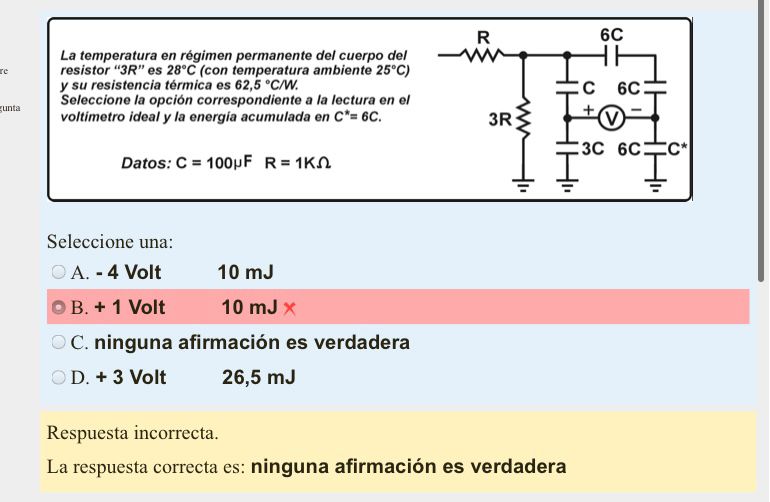 La temperatura en régimen permanente del cuerpo del
resistor “3R” es 28°C (con temperatura ambiente 25°C)
y su resistencia térmica es 62,5 °C/W.
Seleccione la opción correspondiente a la lectura en el
voltímetro ideal y la energía acumulada en C*= 6C.
Datos: C = 100µF R = 1KΩ
R
6C
C
6C
+ V −
3R
3C
6C
C*
re
gunta
Seleccione una:
A. - 4 Volt 10 mJ
B. + 1 Volt 10 mJ
C. ninguna afirmación es verdadera
D. + 3 Volt 26,5 mJ
Respuesta incorrecta.
La respuesta correcta es: ninguna afirmación es verdadera